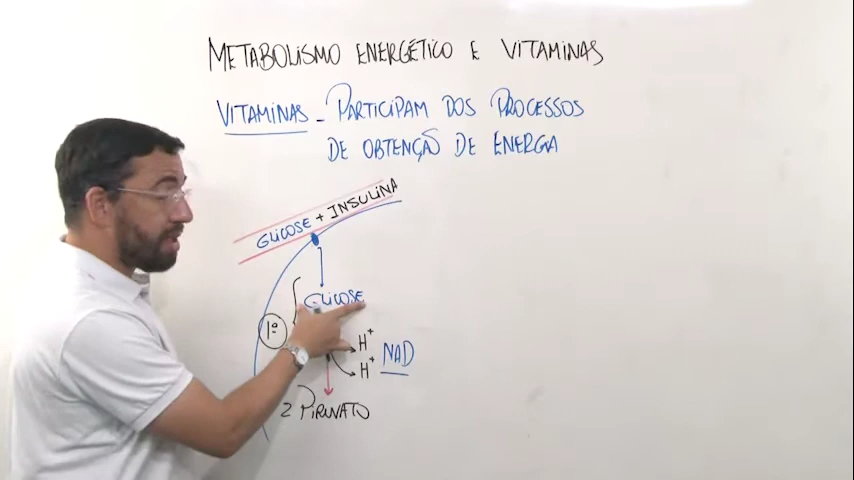 METABOLISMO ENERGÉTICO E VITAMINAS
VITAMINAS - PARTICIPAM DOS PROCESSOS
DE OBTENÇÃO DE ENERGIA
GLICOSE + INSULINA
GLICOSE
1º
H+
H+
NAD
2 PIRUVATO